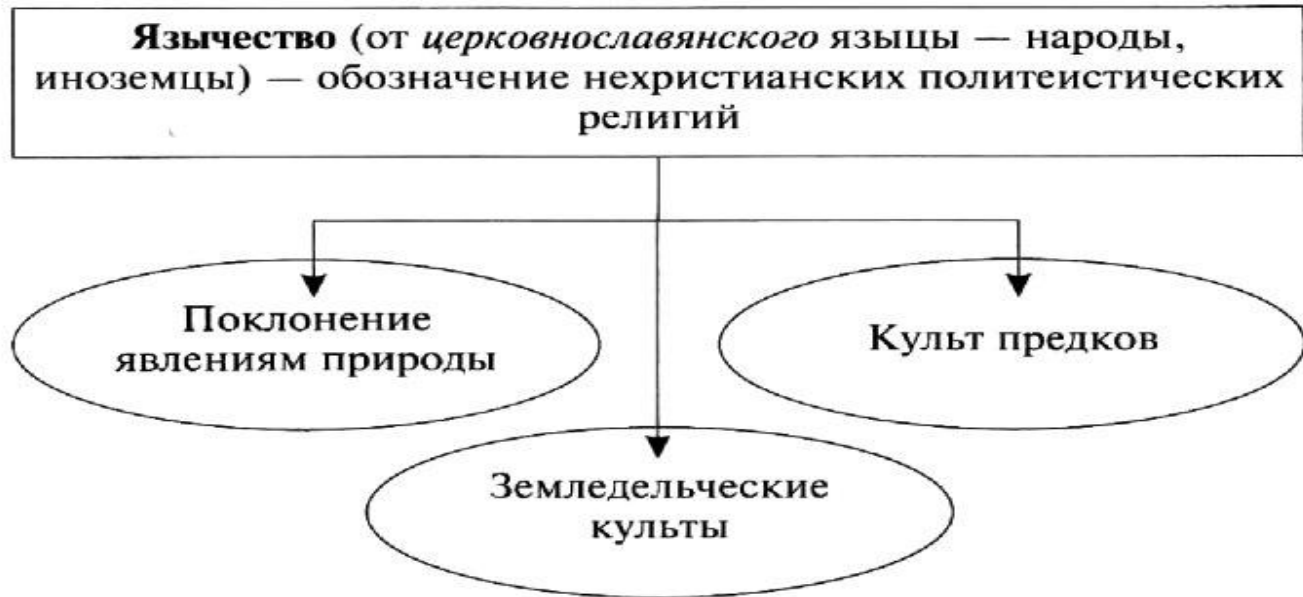 Язычество (от церковнославянского языцы — народы,
иноземцы) — обозначение нехристианских политеистических
религий
Поклонение
явлениям природы
Культ предков
Земледельческие
культы